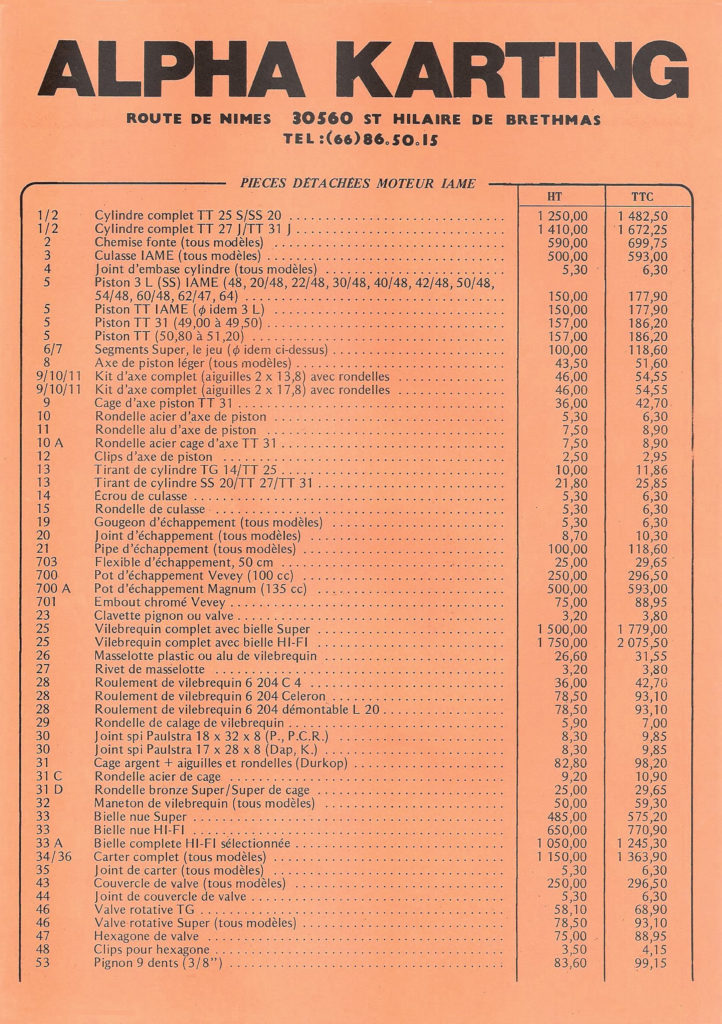 ALPHA KARTING
ROUTE DE NIMES 30560 ST HILAIRE DE BRETHMAS
TEL:(66)86.50.15
PIECES DÉTACHÉES MOTEUR IAME
HT TTC
1/2 Cylindre complet TT 25 S/SS 20 1 250,00 1 482,50
1/2 Cylindre complet TT 27 J/TT 31 J 1 410,00 1 672,25
2 Chemise fonte (tous modèles) 590,00 699,75
3 Culasse IAME (tous modèles) 500,00 593,00
4 Joint d'embase cylindre (tous modèles) 5,30 6,30
5 Piston 3 L (SS) IAME (48, 20/48, 22/48, 30/48, 40/48, 42/48, 50/48,
54/48, 60/48, 62/47, 64) 150,00 177,90
5 Piston TT IAME (φ idem 3 L) 150,00 177,90
5 Piston TT 31 (49,00 à 49,50) 157,00 186,20
5 Piston TT (50,80 à 51,20) 157,00 186,20
6/7 Segments Super, le jeu (φ idem ci-dessus) 100,00 118,60
8 Axe de piston léger (tous modèles) 43,50 51,60
9/10/11 Kit d'axe complet (aiguilles 2 x 13,8) avec rondelles 46,00 54,55
9/10/11 Kit d'axe complet (aiguilles 2 x 17,8) avec rondelles 46,00 54,55
9 Cage d'axe piston TT 31 36,00 42,70
10 Rondelle acier d'axe de piston 5,30 6,30
11 Rondelle alu d'axe de piston 7,50 8,90
10 A Rondelle acier cage d'axe TT 31 7,50 8,90
12 Clips d'axe de piston 2,50 2,95
13 Tirant de cylindre TG 14/TT 25 10,00 11,86
13 Tirant de cylindre SS 20/TT 27/TT 31 21,80 25,85
14 Écrou de culasse 5,30 6,30
15 Rondelle de culasse 5,30 6,30
19 Gougeon d'échappement (tous modèles) 5,30 6,30
20 Joint d'échappement (tous modèles) 8,70 10,30
21 Pipe d'échappement (tous modèles) 100,00 118,60
703 Flexible d'échappement, 50 cm 25,00 29,65
700 Pot d'échappement Vevey (100 cc) 250,00 296,50
700 A Pot d'échappement Magnum (135 cc) 500,00 593,00
701 Embout chromé Vevey 75,00 88,95
23 Clavette pignon ou valve 3,20 3,80
25 Vilebrequin complet avec bielle Super 1 500,00 1 779,00
25 Vilebrequin complet avec bielle HI-FI 1 750,00 2 075,50
26 Masselotte plastic ou alu de vilebrequin 26,60 31,55
27 Rivet de masselotte 3,20 3,80
28 Roulement de vilebrequin 6 204 C 4 36,00 42,70
28 Roulement de vilebrequin 6 204 Celeron 78,50 93,10
28 Roulement de vilebrequin 6 204 démontable L 20 78,50 93,10
29 Rondelle de calage de vilebrequin 5,90 7,00
30 Joint spi Paulstra 18 x 32 x 8 (P., P.C.R.) 8,30 9,85
30 Joint spi Paulstra 17 x 28 x 8 (Dap, K.) 8,30 9,85
31 Cage argent + aiguilles et rondelles (Durkop) 82,80 98,20
31 C Rondelle acier de cage 9,20 10,90
31 D Rondelle bronze Super/Super de cage 25,00 29,65
32 Maneton de vilebrequin (tous modèles) 50,00 59,30
33 Bielle nue Super 485,00 575,20
33 Bielle nue HI-FI 650,00 770,90
33 A Bielle complete HI-FI sélectionnée 1 050,00 1 245,30
34/36 Carter complet (tous modèles) 1 150,00 1 363,90
35 Joint de carter (tous modèles) 5,30 6,30
43 Couvercle de valve (tous modèles) 250,00 296,50
44 Joint de couvercle de valve 5,30 6,30
46 Valve rotative TG 58,10 68,90
46 Valve rotative Super (tous modèles) 78,50 93,10
47 Hexagone de valve 75,00 88,95
48 Clips pour hexagone 3,50 4,15
53 Pignon 9 dents (3/8") 83,60 99,15